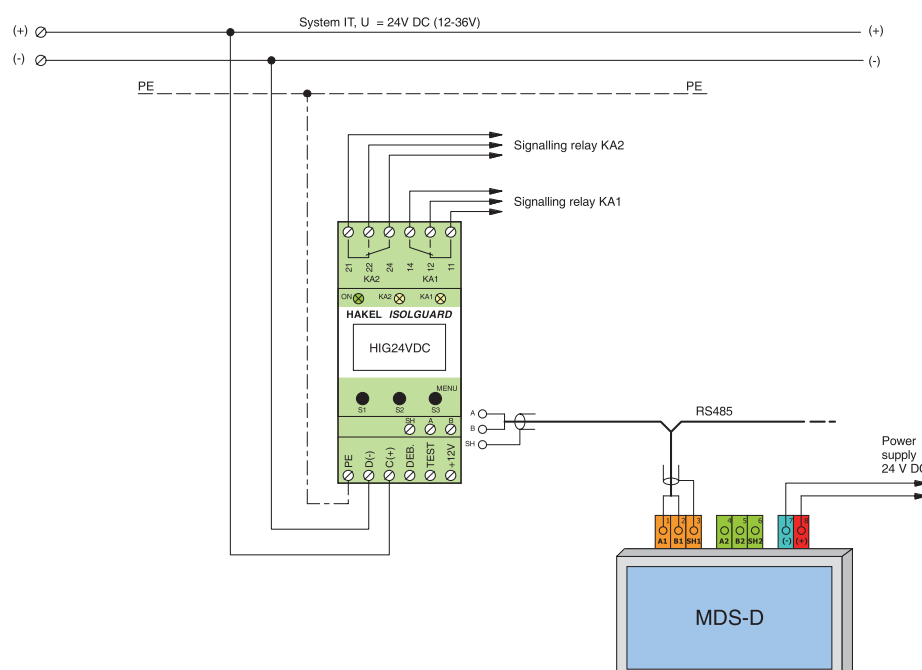 System IT, U = 24V DC (12-36V)
(+)
(+)
(-)
(-)
PE
PE
Signalling relay KA2
Signalling relay KA1
21
22
24
14
12
11
KA2
KA1
ON
KA2
KA1
HAKEL ISOLGUARD
HIG24VDC
MENU
S1
S2
S3
SH
A
B
PE
D(-)
C(+)
DEB.
TEST
+12V
A
B
SH
RS485
Power
supply
24 V DC
1
2
3
4
5
6
7
8
A1
B1
SH1
A2
B2
SH2
(-)
(+)
MDS-D